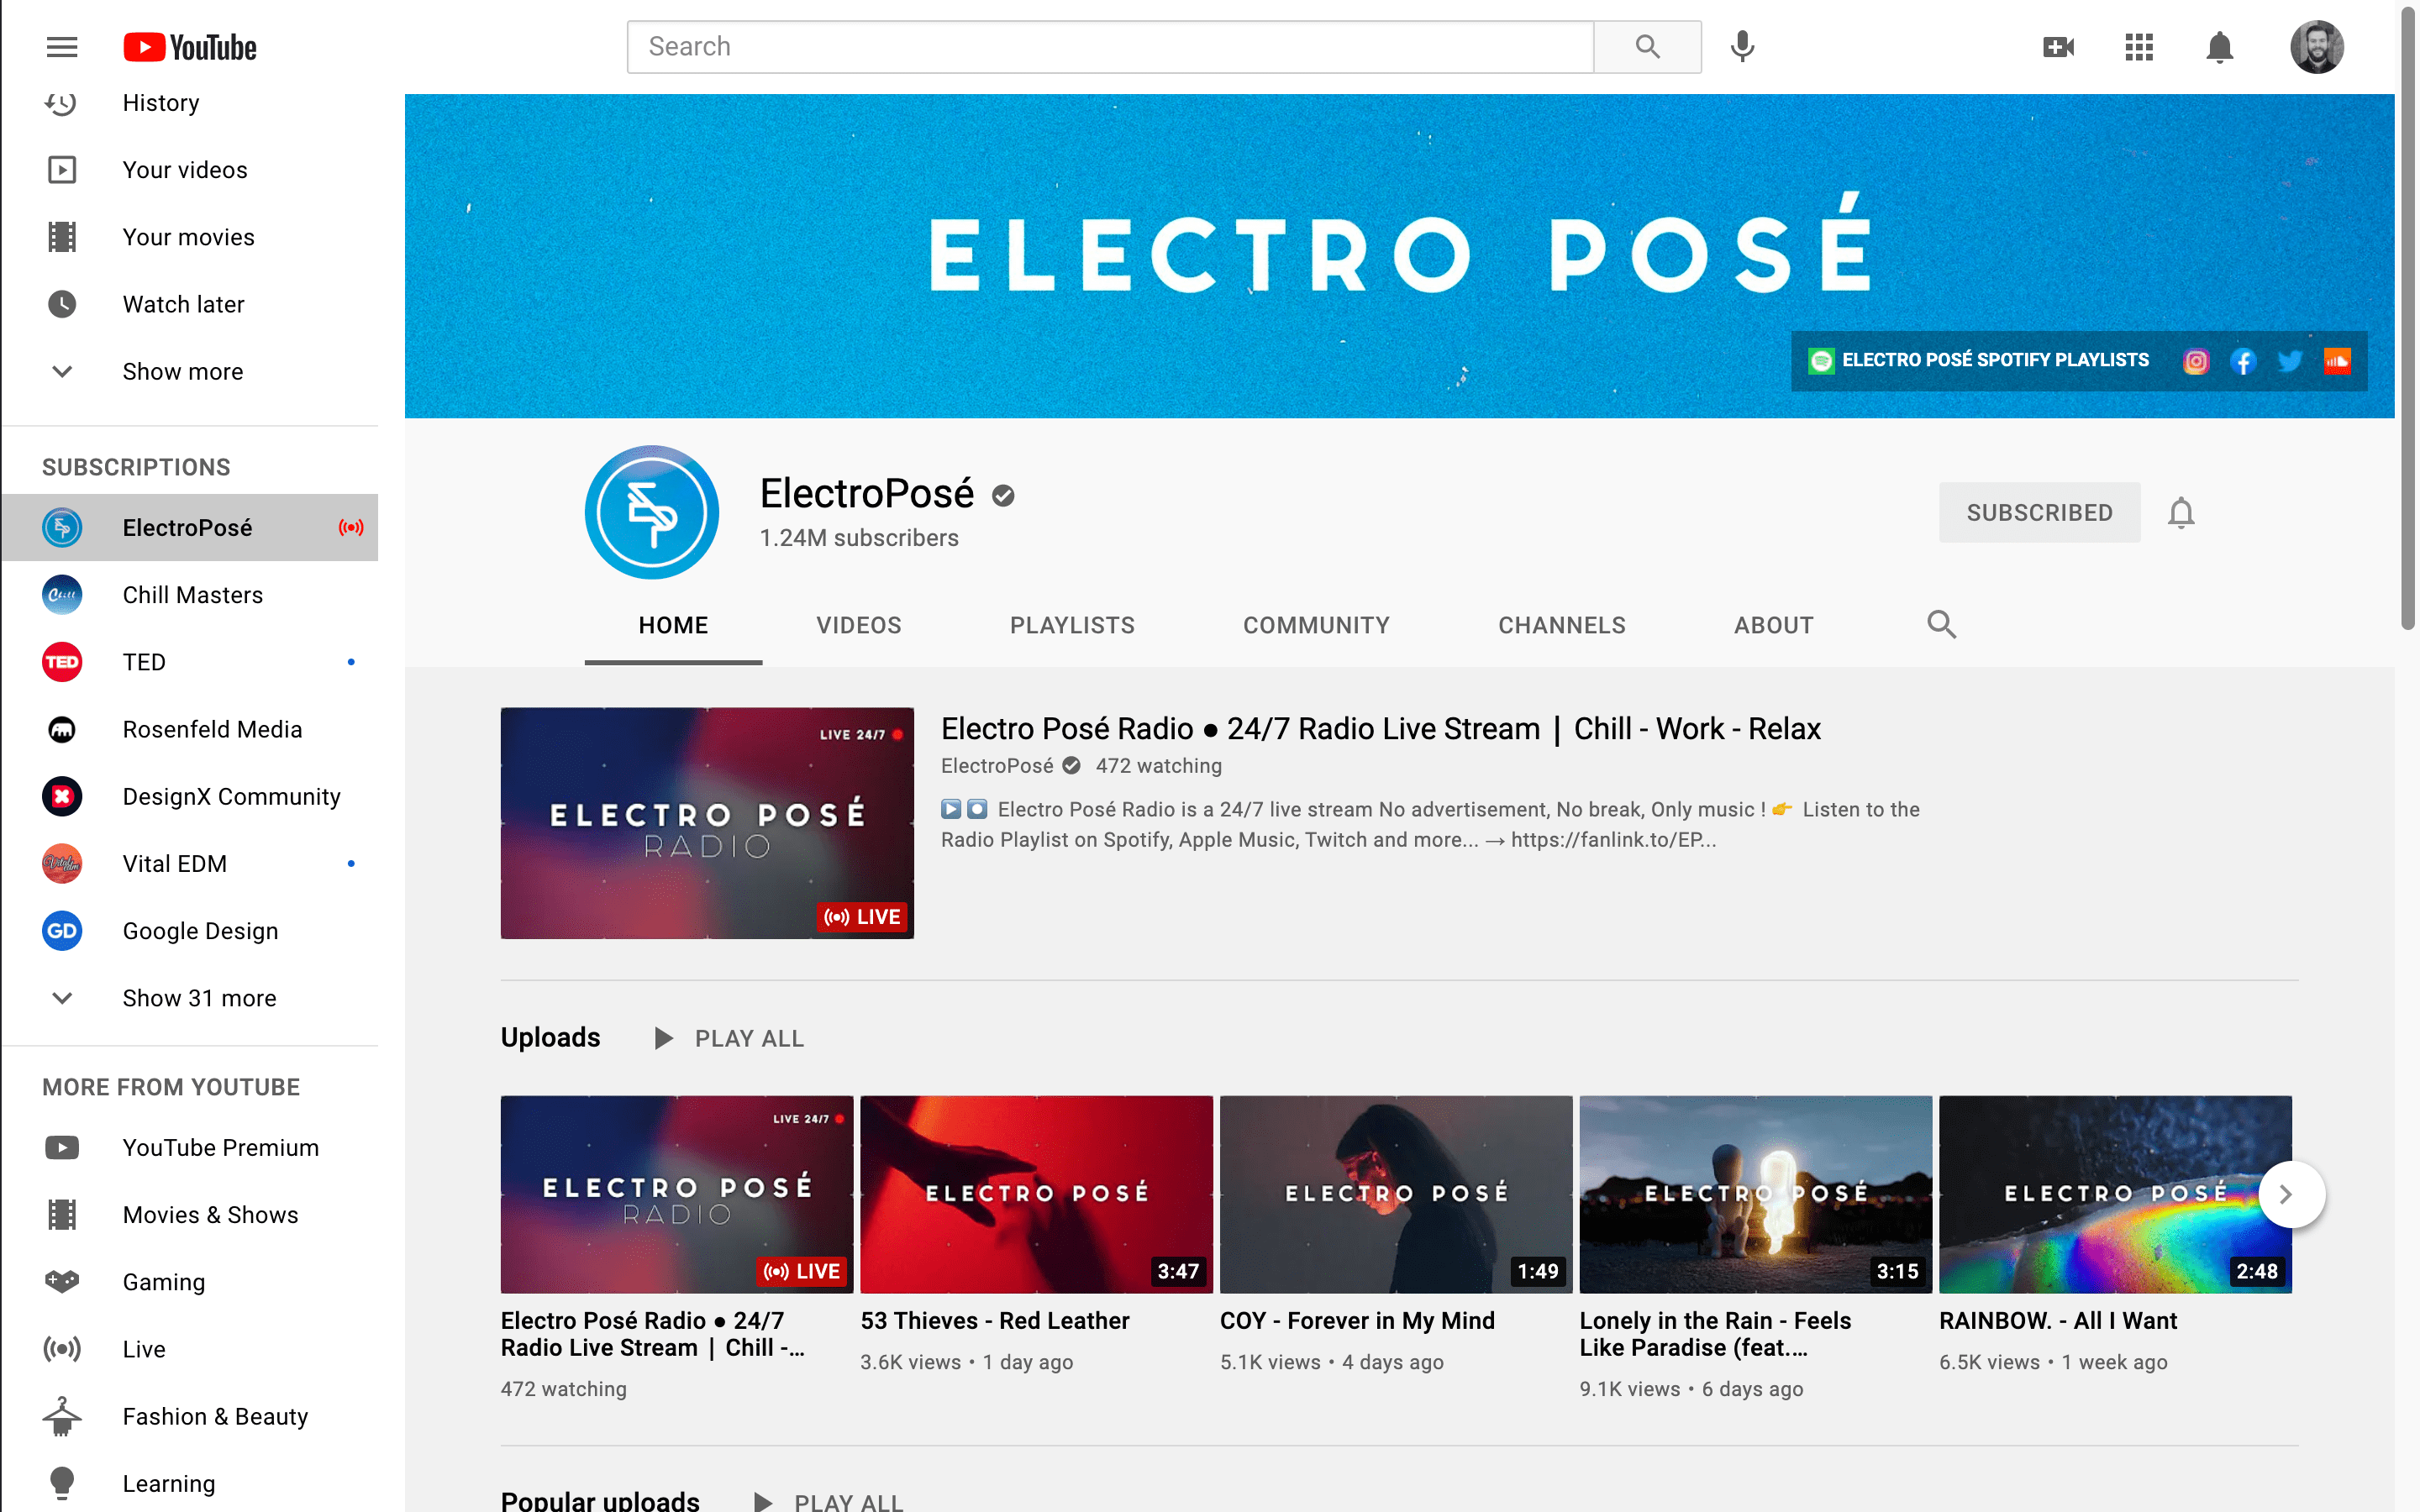 YouTube
Search
History
Your videos
Your movies
Watch later
Show more
SUBSCRIPTIONS
ElectroPosé
Chill Masters
TED
TED
Rosenfeld Media
DesignX Community
Vital EDM
GD
Google Design
Show 31 more
MORE FROM YOUTUBE
YouTube Premium
Movies & Shows
Gaming
Live
Fashion & Beauty
Learning
ELECTRO POSÉ
ELECTRO POSÉ SPOTIFY PLAYLISTS
ElectroPosé
1.24M subscribers
SUBSCRIBED
HOME VIDEOS PLAYLISTS COMMUNITY CHANNELS ABOUT
LIVE 24/7
ELECTRO POSÉ
RADIO
LIVE
Electro Posé Radio ● 24/7 Radio Live Stream | Chill - Work - Relax
ElectroPosé 472 watching
Electro Posé Radio is a 24/7 live stream No advertisement, No break, Only music ! 👉 Listen to the
Radio Playlist on Spotify, Apple Music, Twitch and more... → https://fanlink.to/EP...
Uploads PLAY ALL
LIVE 24/7
ELECTRO POSÉ
RADIO
LIVE
Electro Posé Radio ● 24/7
Radio Live Stream | Chill -...
472 watching
ELECTRO POSÉ
3:47
53 Thieves - Red Leather
3.6K views • 1 day ago
ELECTRO POSÉ
1:49
COY - Forever in My Mind
5.1K views • 4 days ago
ELECTRO POSÉ
3:15
Lonely in the Rain - Feels
Like Paradise (feat....
9.1K views • 6 days ago
ELECTRO POSÉ
2:48
RAINBOW. - All I Want
6.5K views • 1 week ago
Popular uploads PLAY ALL